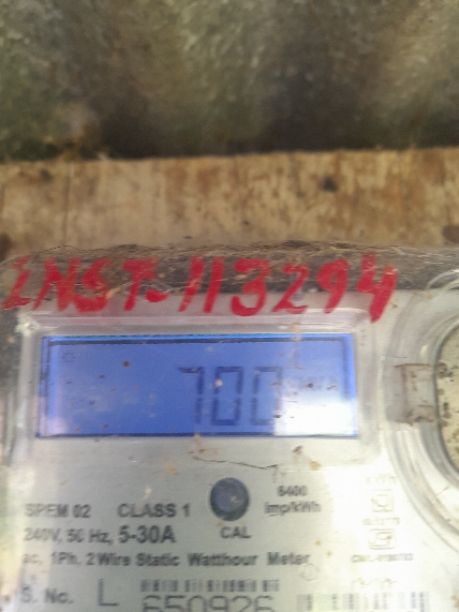 INST-113294
700
SPEM 02 CLASS 1 6400
240V, 50 Hz, 5-30A CAL imp/kWh
ac, 1Ph, 2Wire Static Watthour Meter
S. No. L 650926